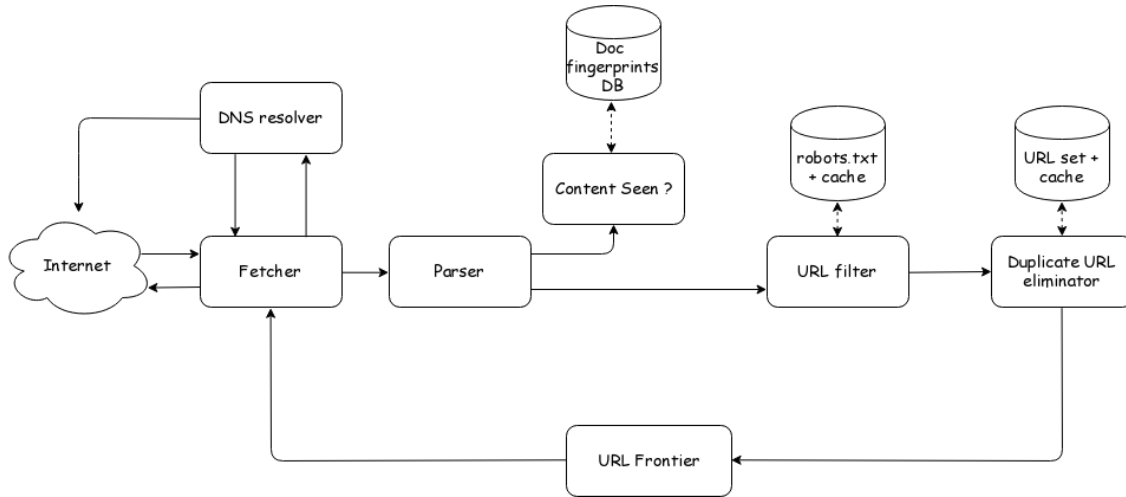 Doc
fingerprints
DB
DNS resolver
robots.txt
+ cache
URL set +
cache
Content Seen ?
Internet
Fetcher
Parser
URL filter
Duplicate URL
eliminator
URL Frontier